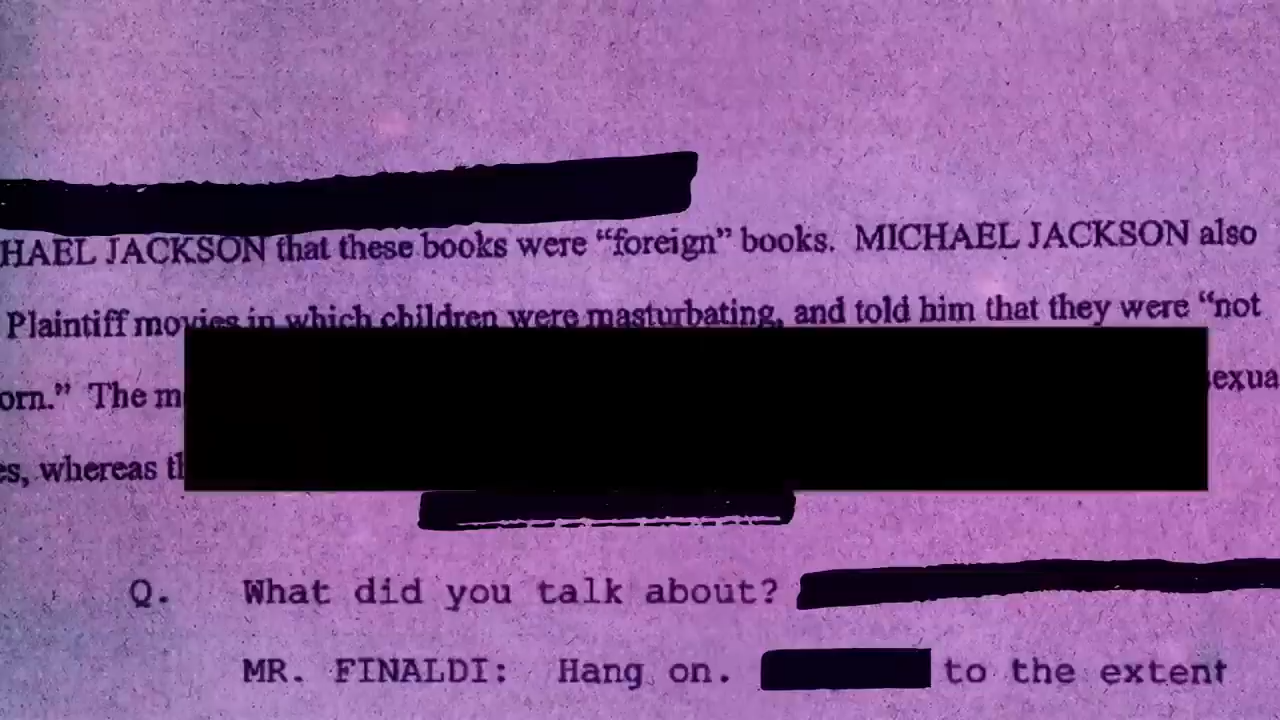 HAEL JACKSON that these books were “foreign” books. MICHAEL JACKSON also
Plaintiff movies in which children were masturbating, and told him that they were “not
orn.” The m exua
es, whereas th
Q. What did you talk about?
MR. FINALDI: Hang on. to the extent